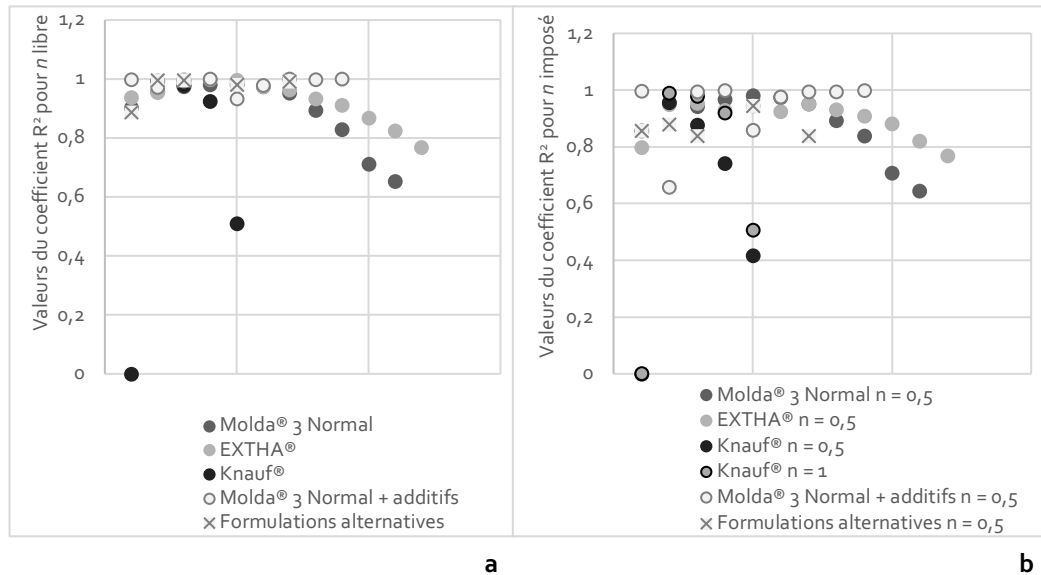 Valeurs du coefficient R² pour n libre
1,2
1
0,8
0,6
0,4
0,2
0
Molda® 3 Normal
EXTHA®
Knauf®
Molda® 3 Normal + additifs
Formulations alternatives
a
Valeurs du coefficient R² pour n imposé
1,2
1
0,8
0,6
0,4
0,2
0
Molda® 3 Normal n = 0,5
EXTHA® n = 0,5
Knauf® n = 0,5
Knauf® n = 1
Molda® 3 Normal + additifs n = 0,5
Formulations alternatives n = 0,5
b